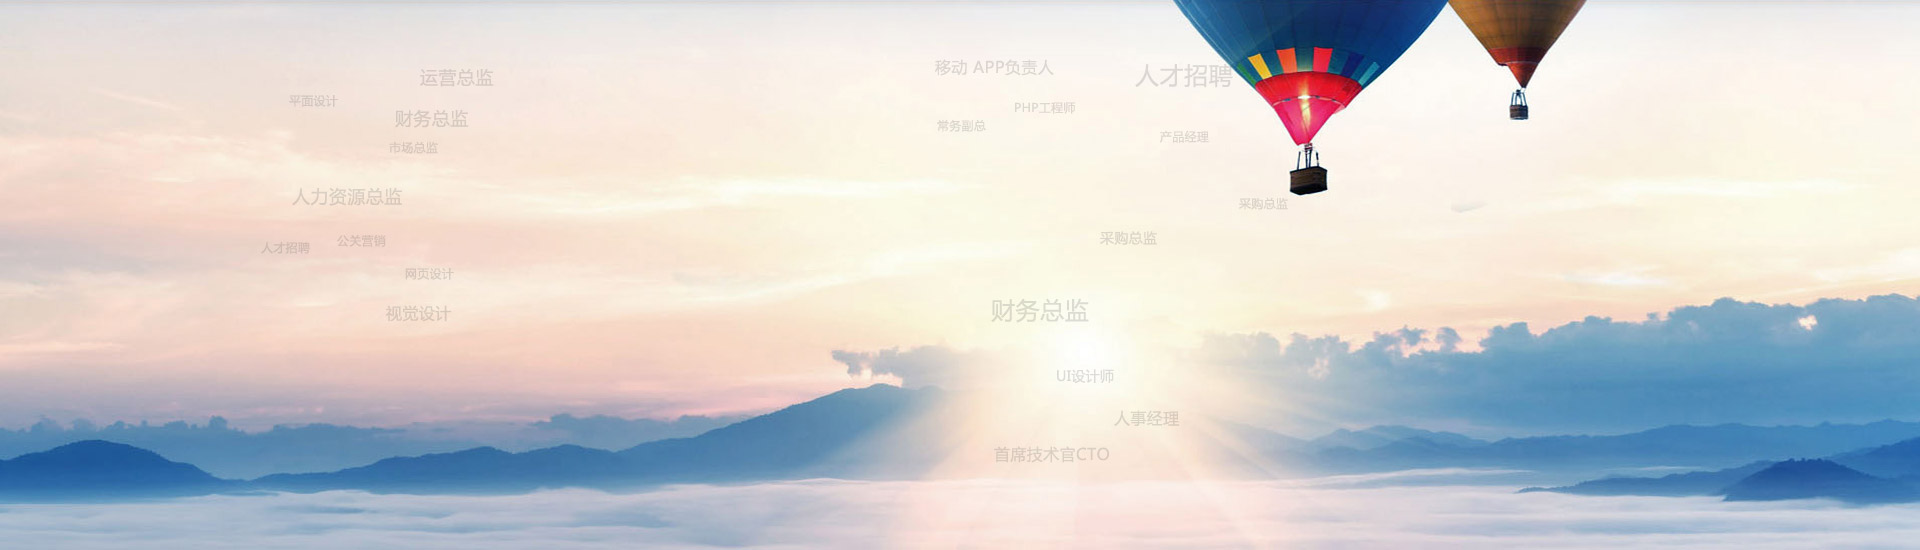 运营总监
平面设计
财务总监
市场总监
人力资源总监
人才招聘
公关营销
网页设计
视觉设计
移动 APP负责人
人才招聘
PHP工程师
常务副总
产品经理
采购总监
采购总监
财务总监
UI设计师
人事经理
首席技术官CTO